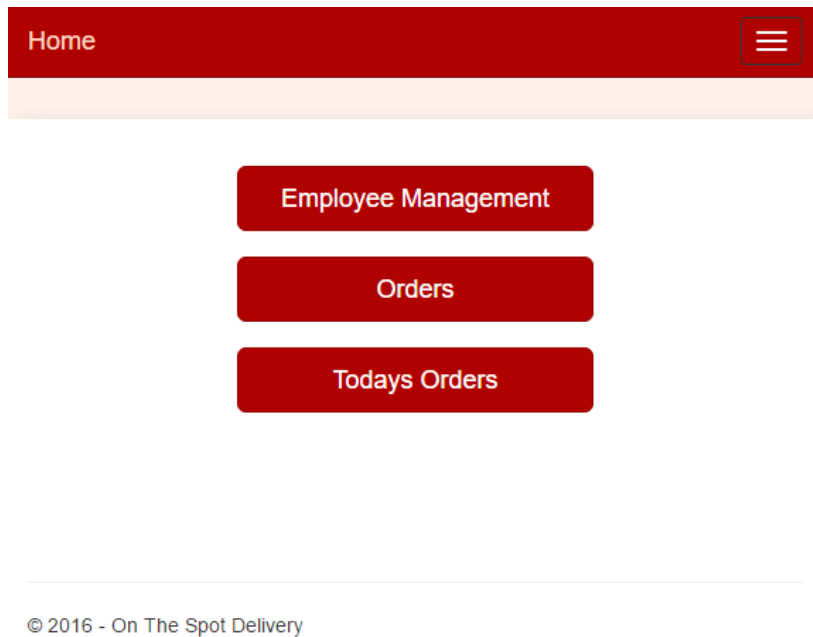 Home
Employee Management
Orders
Todays Orders
© 2016 - On The Spot Delivery